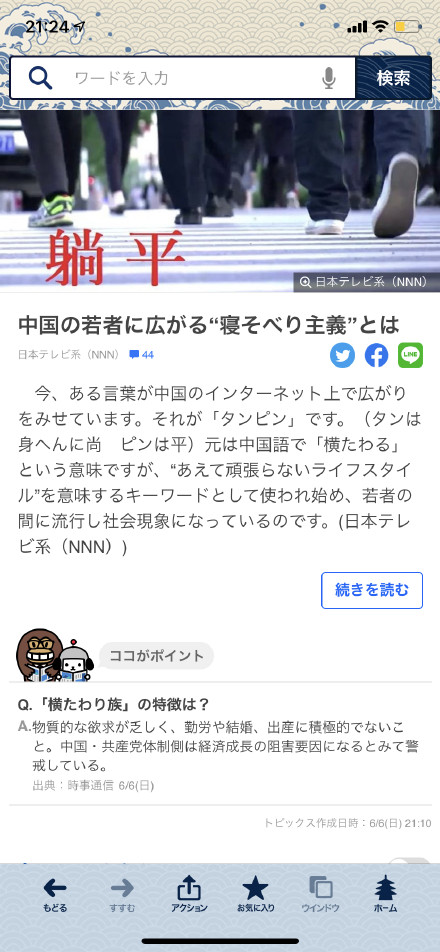 21:24
ワードを入力
検索
躺平
日本テレビ系（NNN）
中国の若者に広がる“寝そべり主義”とは
日本テレビ系（NNN） 44
LINE
今、ある言葉が中国のインターネット上で広がり
をみせています。それが「タンピン」です。（タンは
身へんに尚　ピンは平）元は中国語で「横たわる」
という意味ですが、“あえて頑張らないライフスタイ
ル”を意味するキーワードとして使われ始め、若者の
間に流行し社会現象になっているのです。(日本テレ
ビ系（NNN）)
続きを読む
ココがポイント
Q.「横たわり族」の特徴は？
A.物質的な欲求が乏しく、勤労や結婚、出産に積極的でないこ
と。中国・共産党体制側は経済成長の阻害要因になるとみて警
戒している。
出典：時事通信 6/6(日)
トピックス作成日時：6/6(日) 21:10
もどる
すすむ
アクション
お気に入り
ウインドウ
ホーム